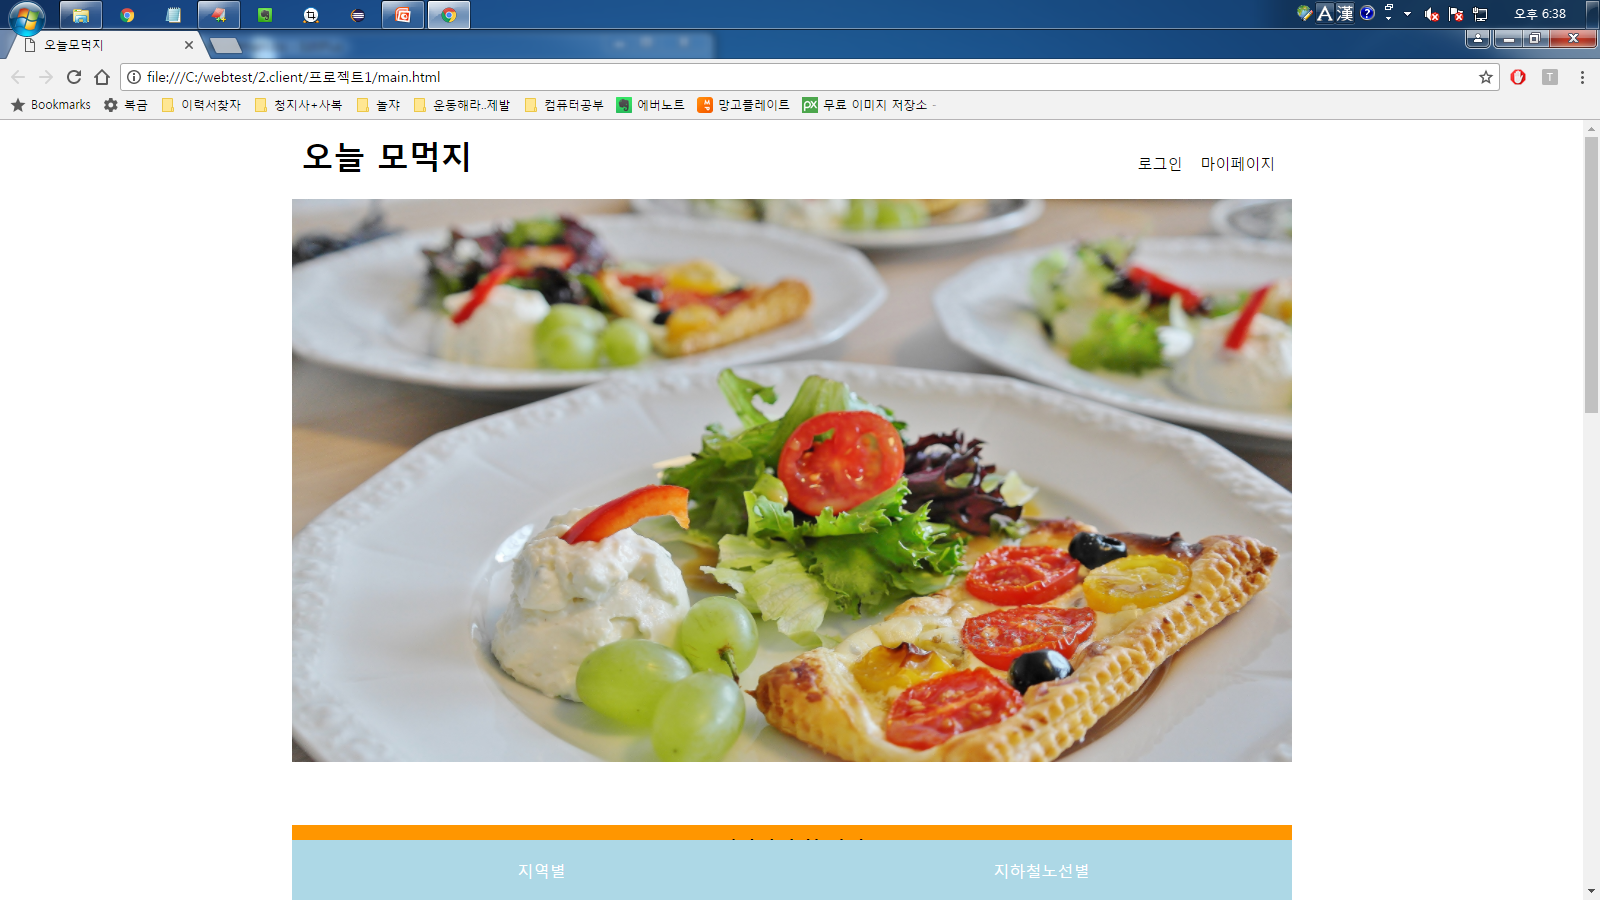 A 漢 ? 오후 6:38
오늘모먹지
file:///C:/webtest/2.client/프로젝트1/main.html
T
Bookmarks 복금 이력서찾자 청지사+사복 놀자 운동해라..제발 컴퓨터공부 에버노트 망고플레이트 px 무료 이미지 저장소 -
오늘 모먹지
로그인 마이페이지
지역별 지하철노선별